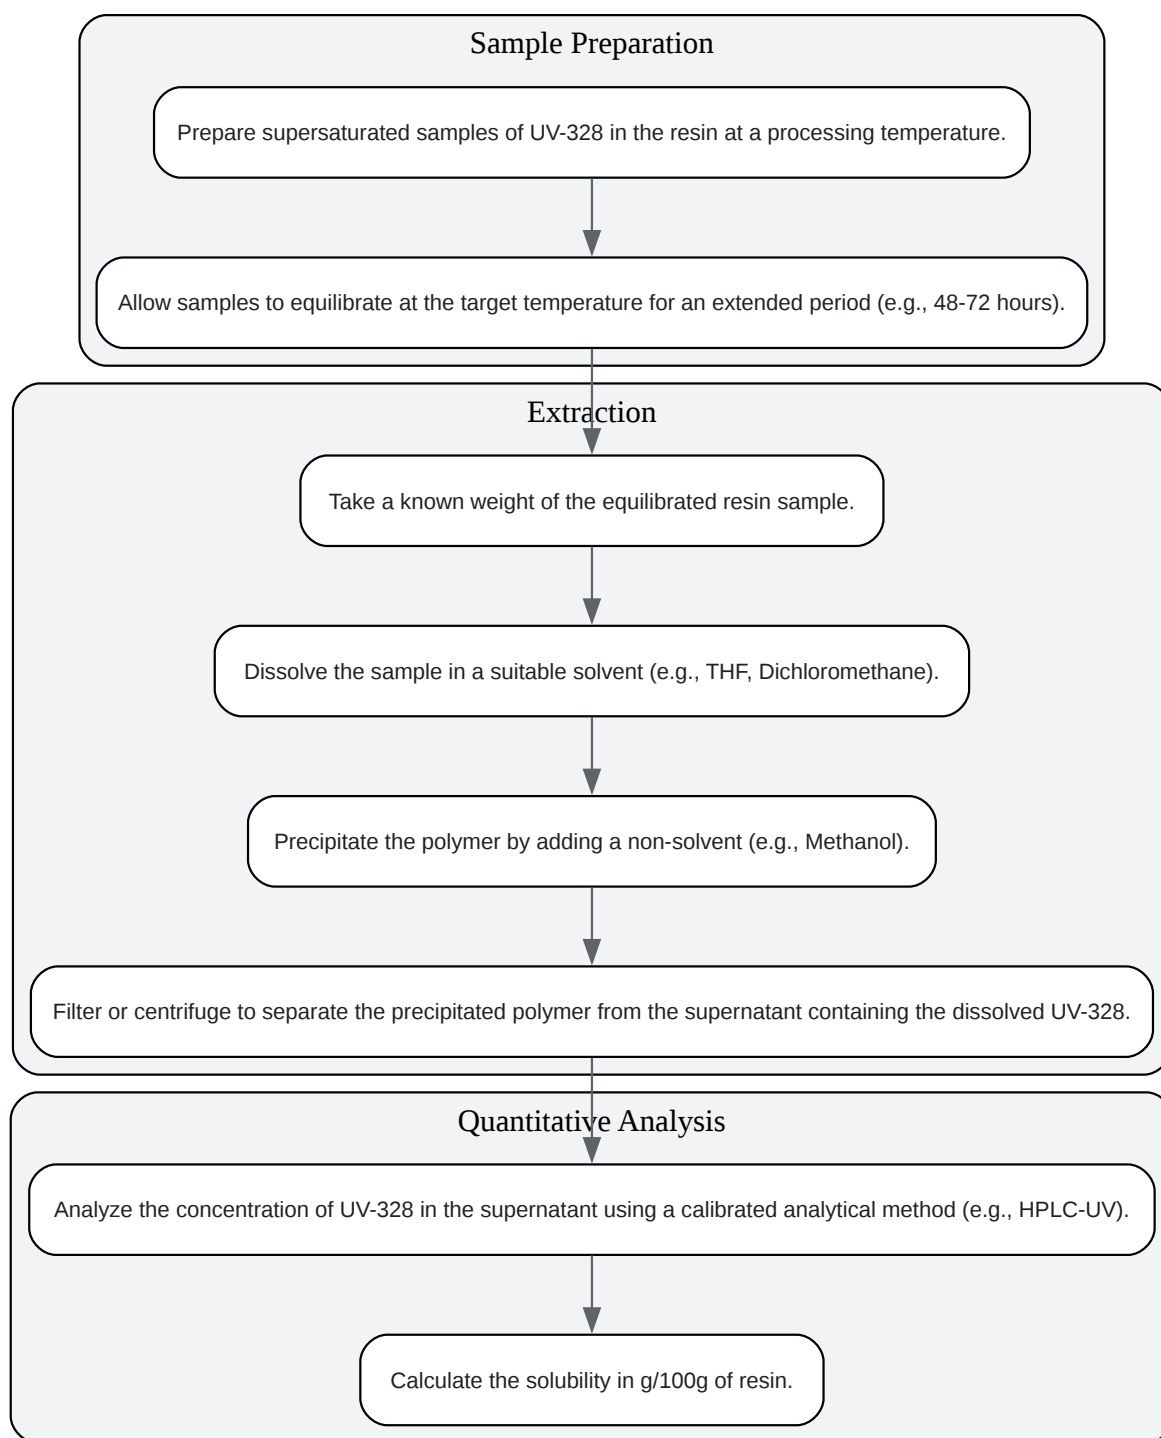 Sample Preparation
Prepare supersaturated samples of UV-328 in the resin at a processing temperature.
Allow samples to equilibrate at the target temperature for an extended period (e.g., 48-72 hours).
Extraction
Take a known weight of the equilibrated resin sample.
Dissolve the sample in a suitable solvent (e.g., THF, Dichloromethane).
Precipitate the polymer by adding a non-solvent (e.g., Methanol).
Filter or centrifuge to separate the precipitated polymer from the supernatant containing the dissolved UV-328.
Quantitative Analysis
Analyze the concentration of UV-328 in the supernatant using a calibrated analytical method (e.g., HPLC-UV).
Calculate the solubility in g/100g of resin.